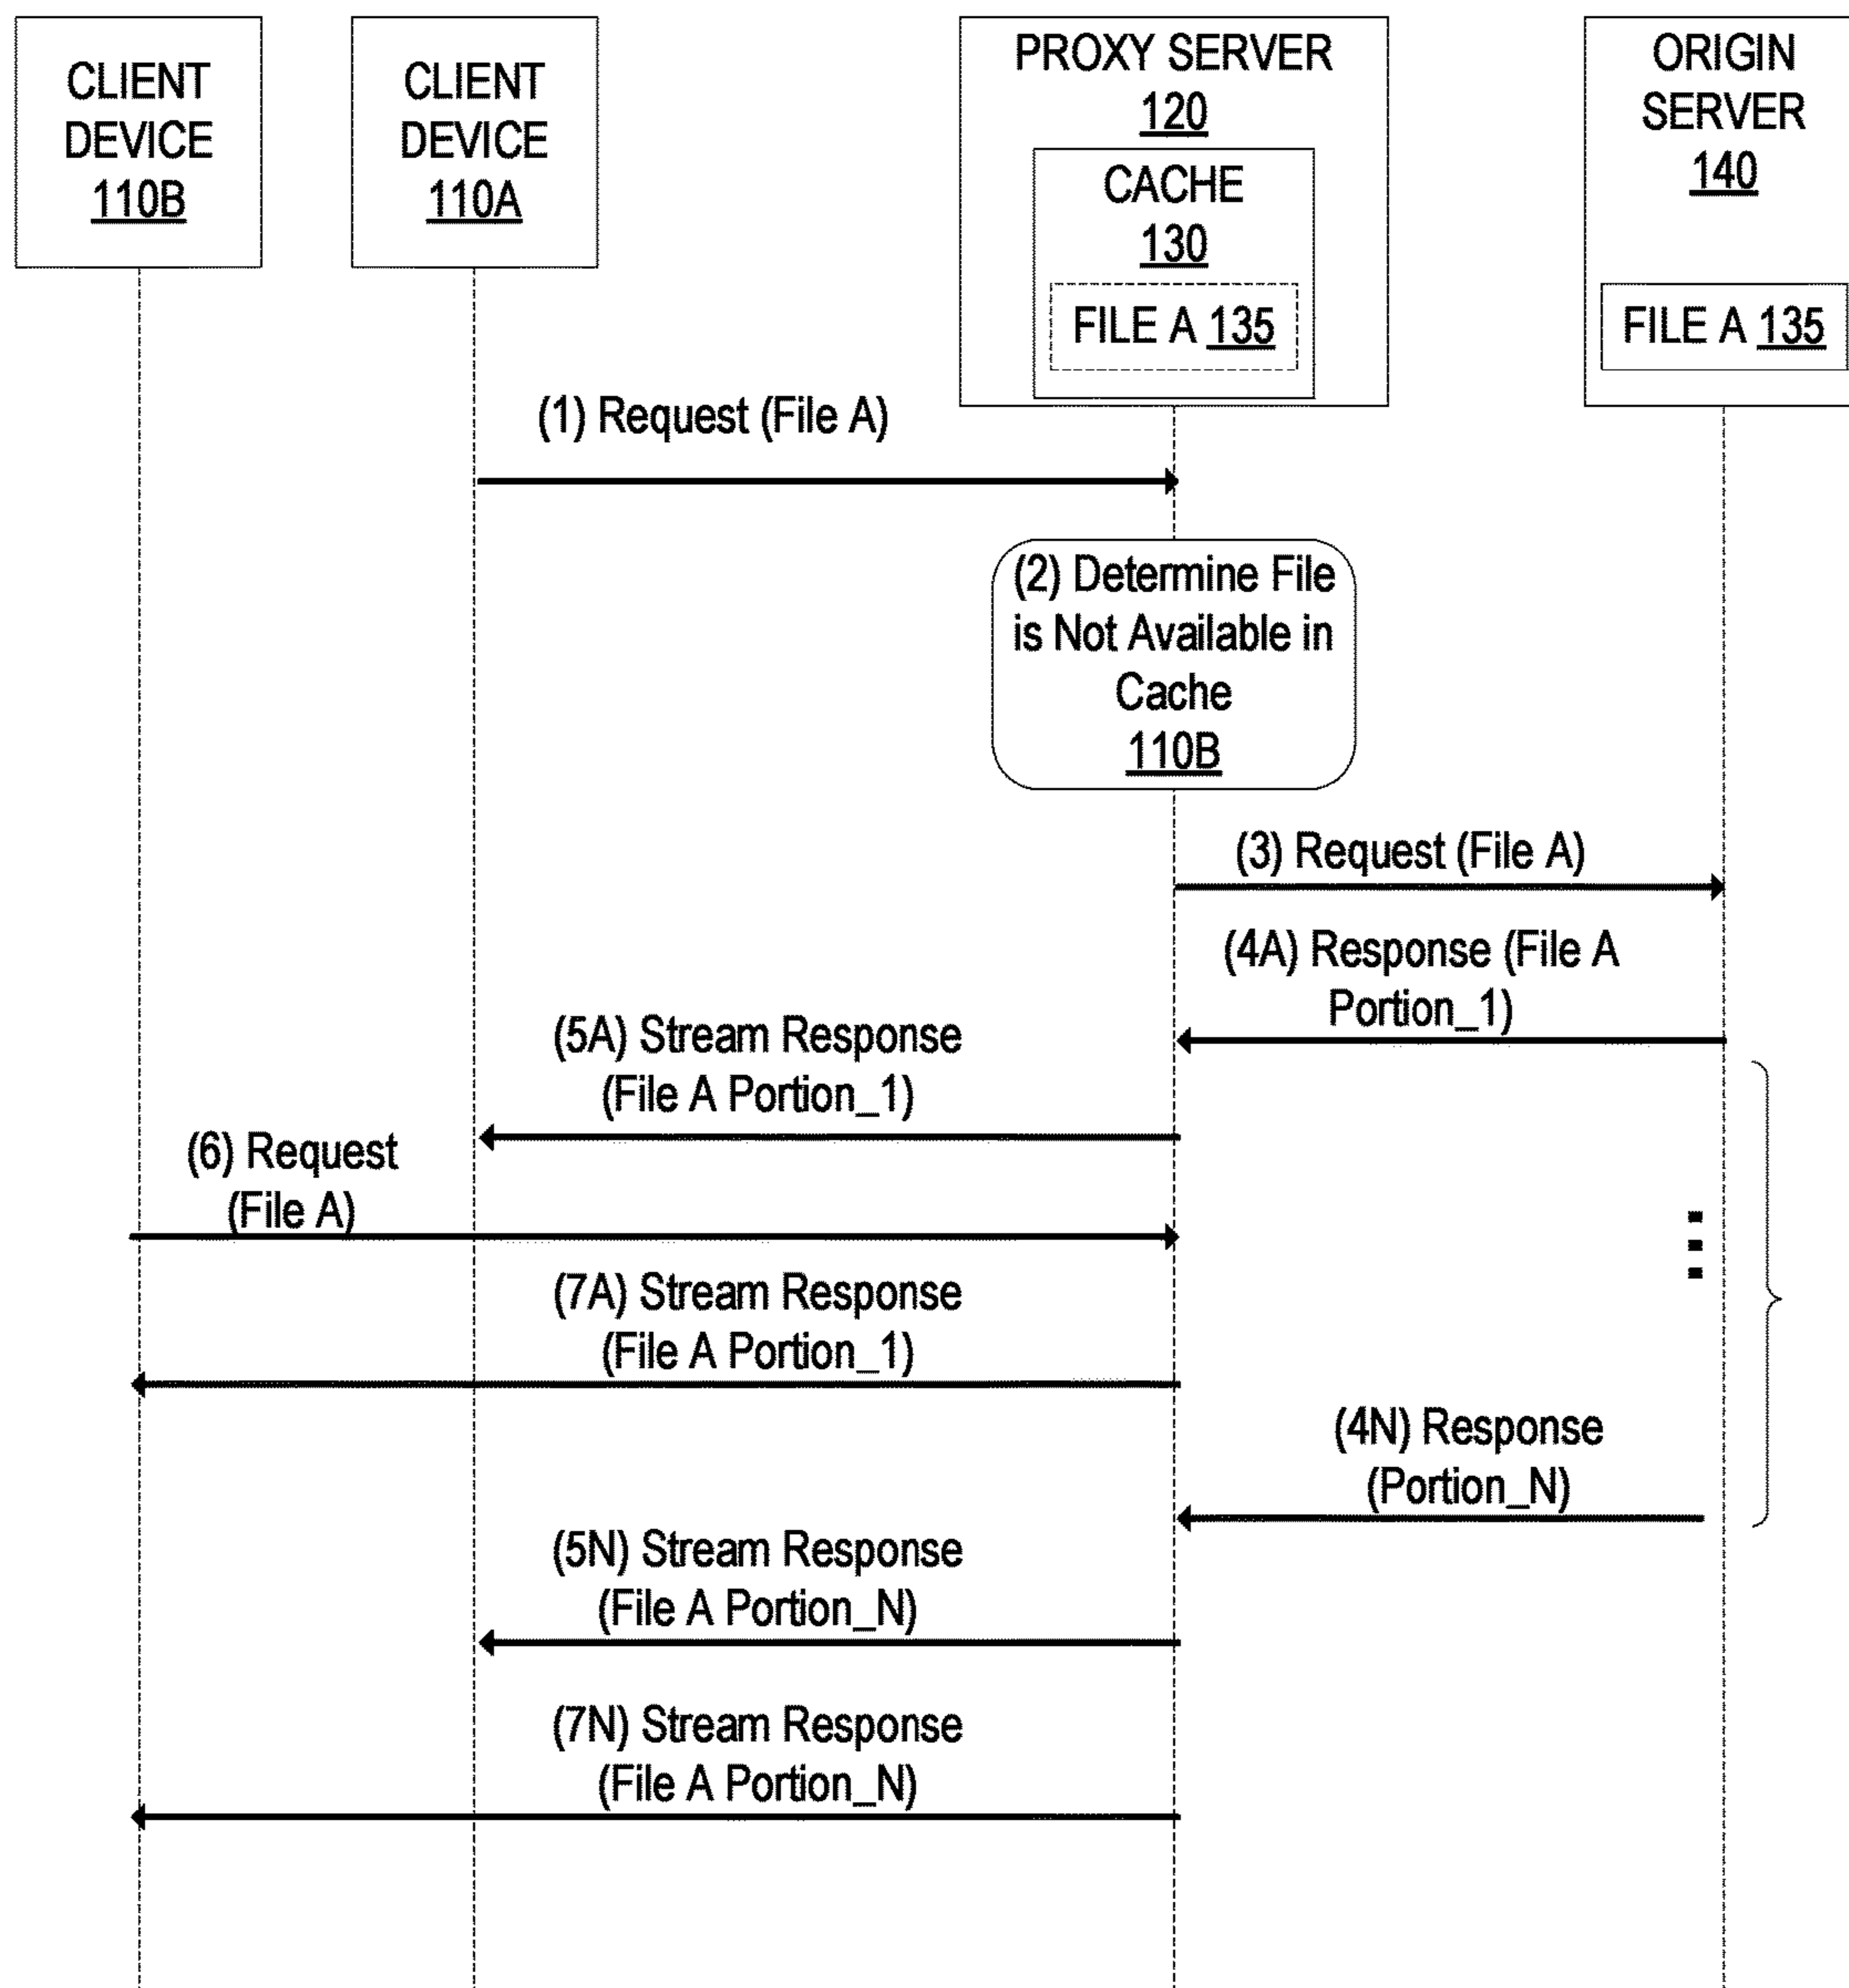 CLIENT
DEVICE
110B
CLIENT
DEVICE
110A
PROXY SERVER
120
CACHE
130
FILE A 135
ORIGIN
SERVER
140
FILE A 135
(1) Request (File A)
(2) Determine File
is Not Available in
Cache
110B
(3) Request (File A)
(4A) Response (File A
Portion_1)
(5A) Stream Response
(File A Portion_1)
(6) Request
(File A)
(7A) Stream Response
(File A Portion_1)
(4N) Response
(Portion_N)
(5N) Stream Response
(File A Portion_N)
(7N) Stream Response
(File A Portion_N)